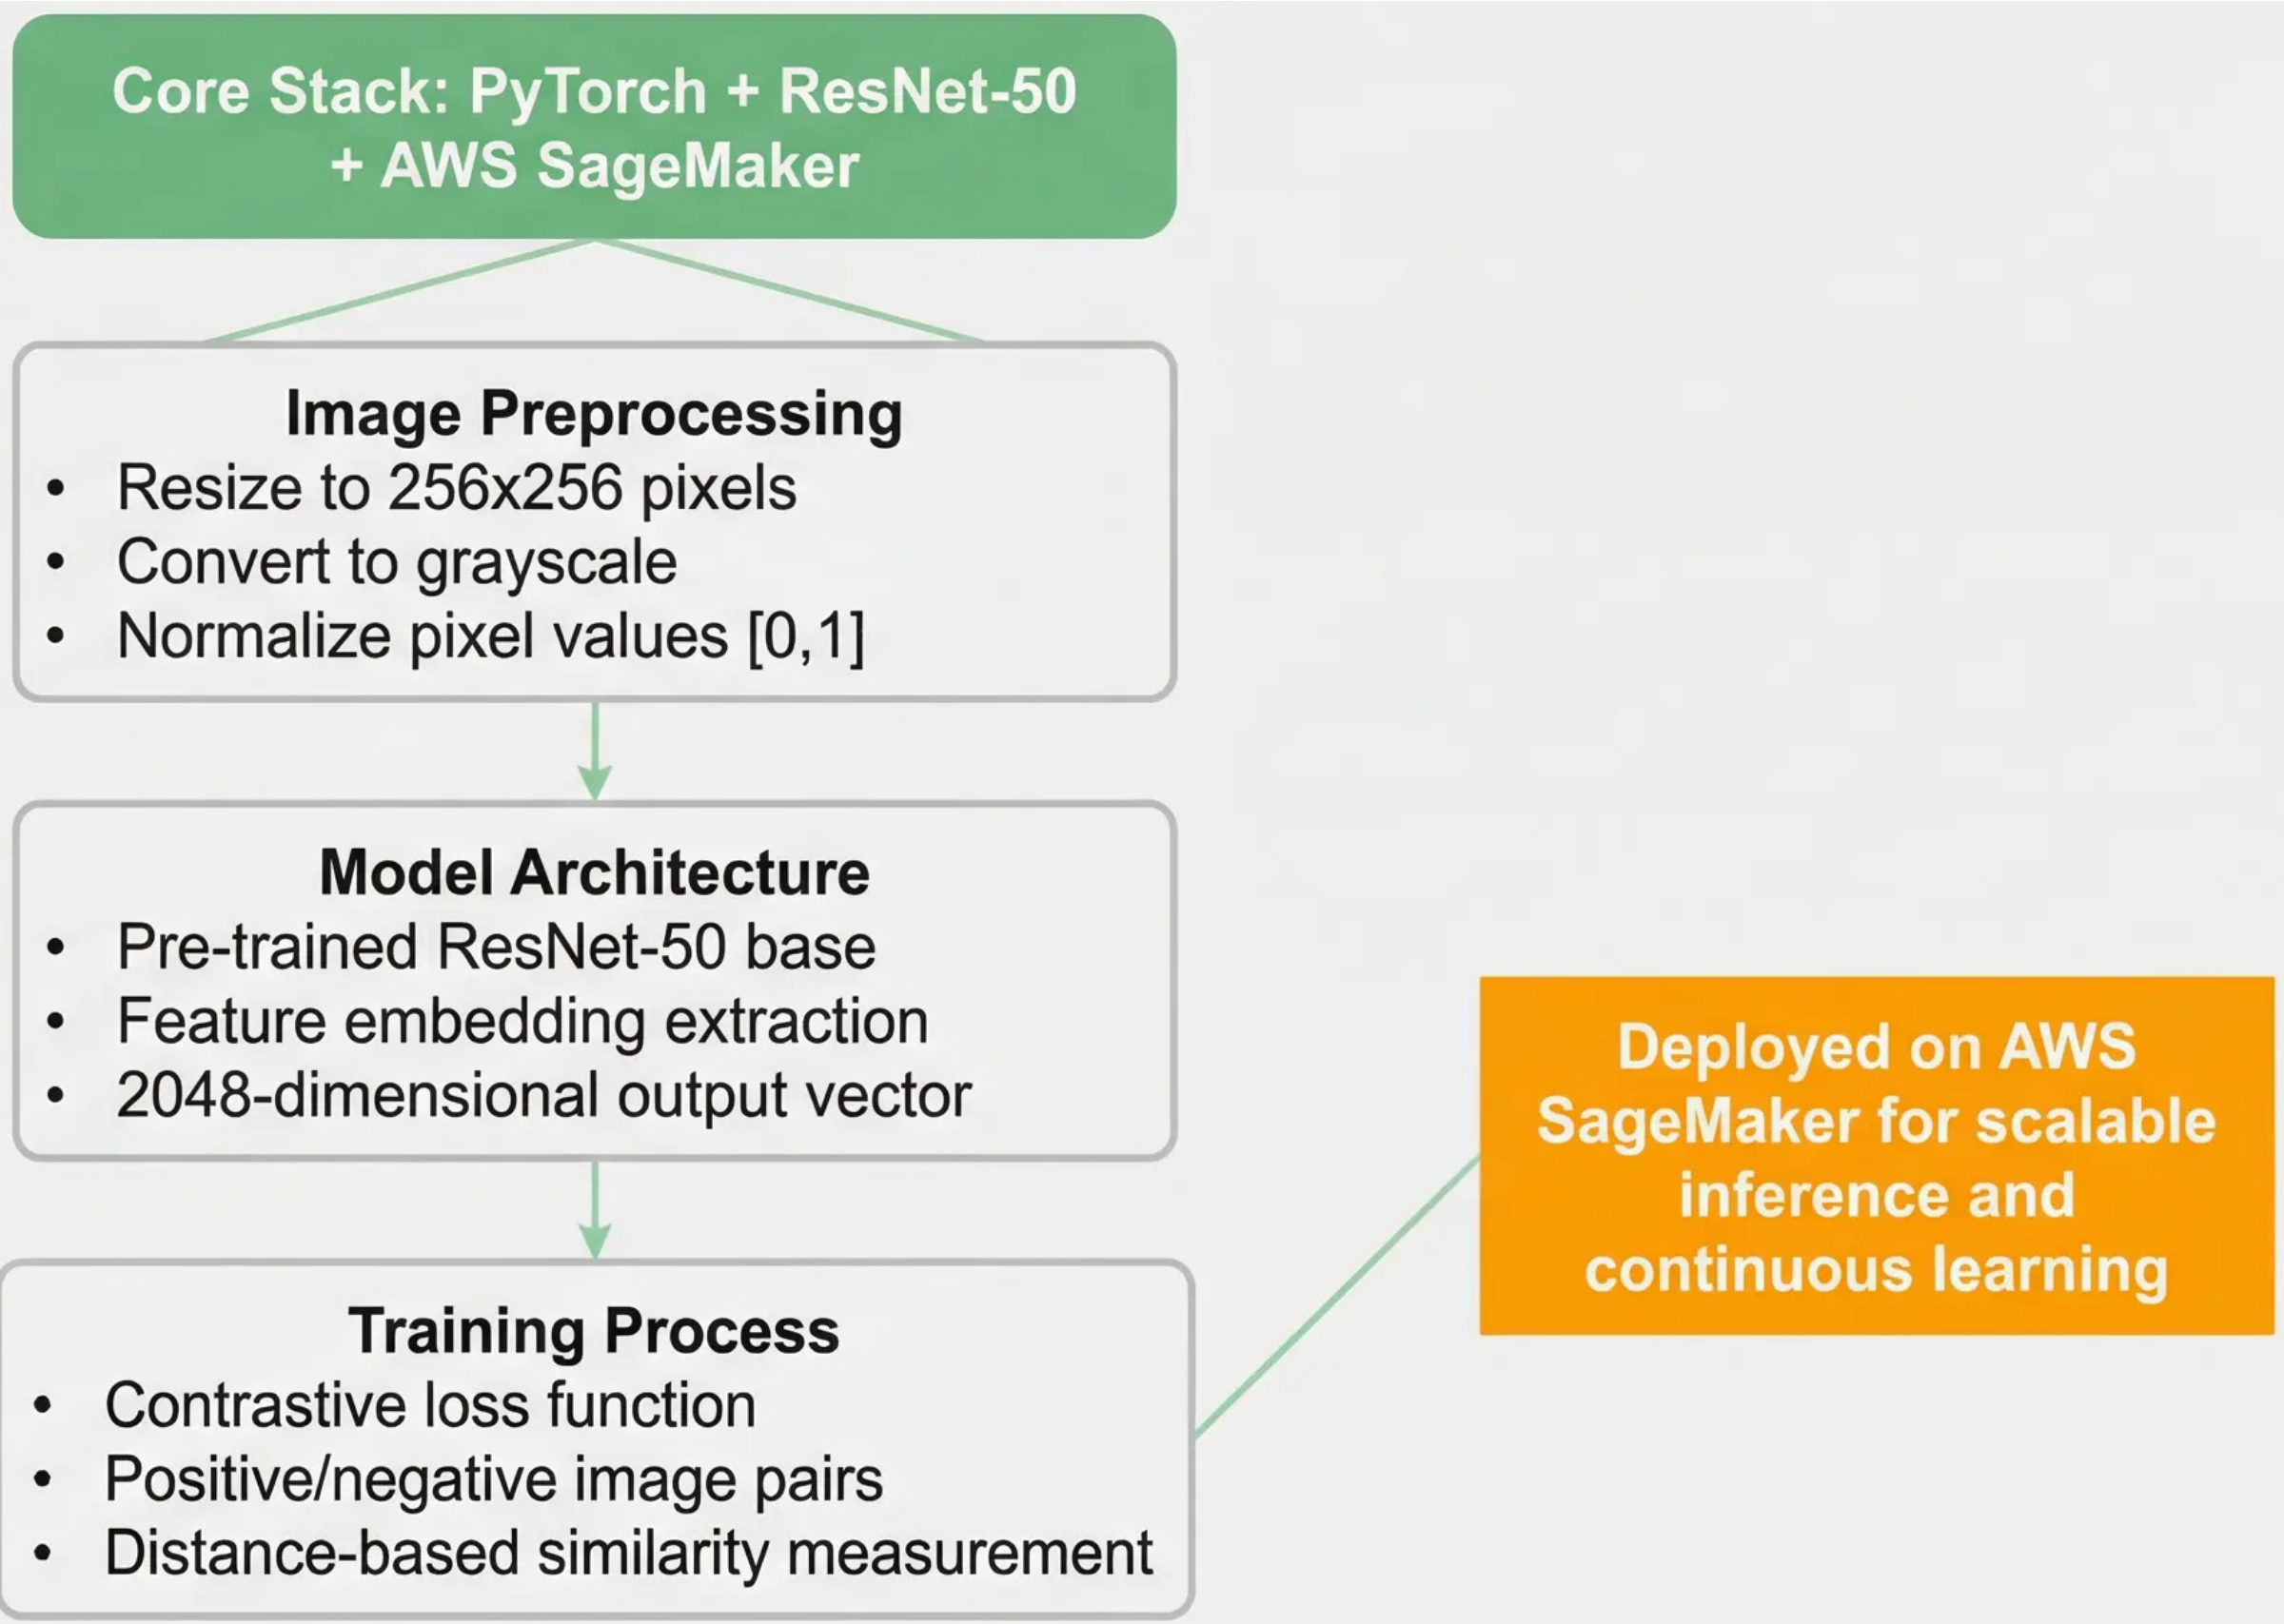 Core Stack: PyTorch + ResNet-50
+ AWS SageMaker
Image Preprocessing
• Resize to 256x256 pixels
• Convert to grayscale
• Normalize pixel values [0,1]
Model Architecture
• Pre-trained ResNet-50 base
• Feature embedding extraction
• 2048-dimensional output vector
Training Process
• Contrastive loss function
• Positive/negative image pairs
• Distance-based similarity measurement
Deployed on AWS
SageMaker for scalable
inference and
continuous learning